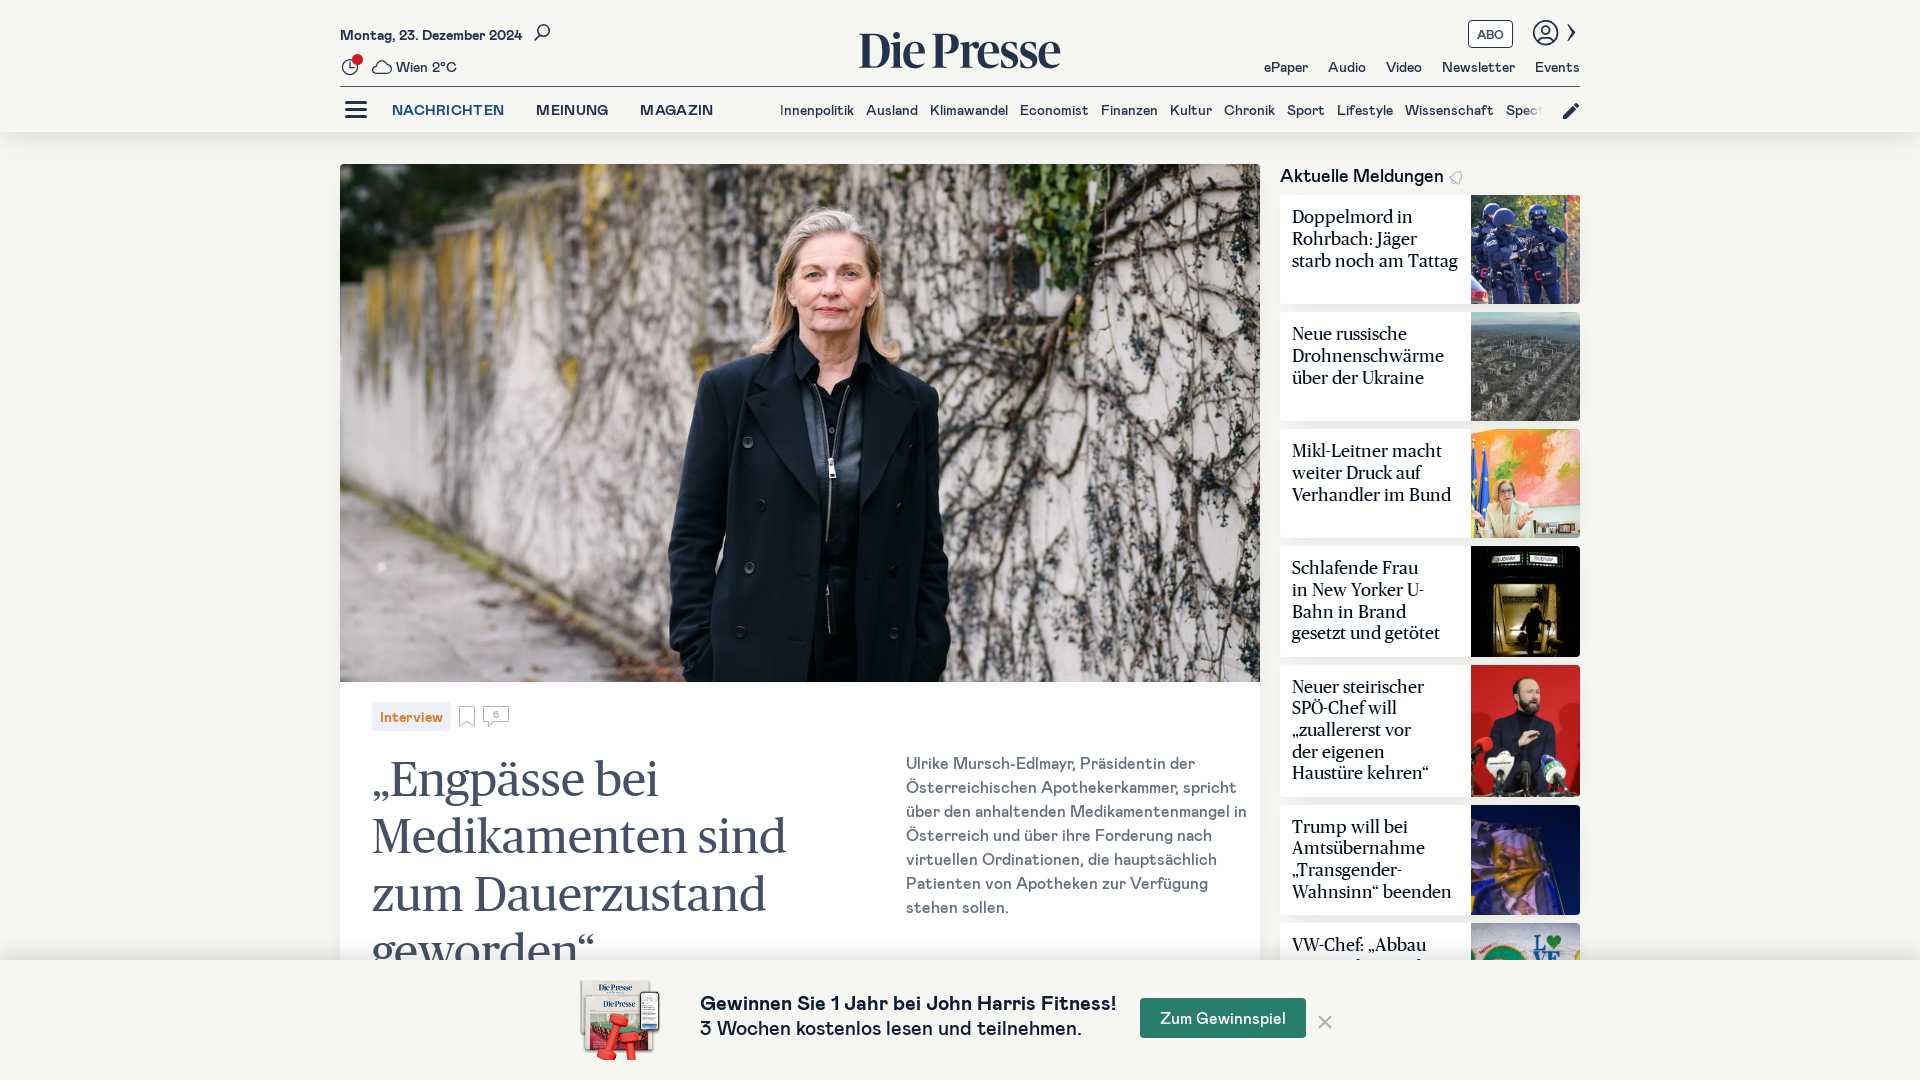 Montag, 23. Dezember 2024
Wien 2°C
Die Presse
ABO
ePaper Audio Video Newsletter Events
NACHRICHTEN MEINUNG MAGAZIN
Innenpolitik Ausland Klimawandel Economist Finanzen Kultur Chronik Sport Lifestyle Wissenschaft Spect
Interview
6
„Engpässe bei
Medikamenten sind
zum Dauerzustand
geworden“
Ulrike Mursch-Edlmayr, Präsidentin der
Österreichischen Apothekerkammer, spricht
über den anhaltenden Medikamentenmangel in
Österreich und über ihre Forderung nach
virtuellen Ordinationen, die hauptsächlich
Patienten von Apotheken zur Verfügung
stehen sollen.
Aktuelle Meldungen
Doppelmord in
Rohrbach: Jäger
starb noch am Tattag
Neue russische
Drohnenschwärme
über der Ukraine
Mikl-Leitner macht
weiter Druck auf
Verhandler im Bund
Schlafende Frau
in New Yorker U-
Bahn in Brand
gesetzt und getötet
Neuer steirischer
SPÖ-Chef will
„zuallererst vor
der eigenen
Haustüre kehren“
Trump will bei
Amtsübernahme
„Transgender-
Wahnsinn“ beenden
VW-Chef: „Abbau
Die Presse
Die Presse
Gewinnen Sie 1 Jahr bei John Harris Fitness!
3 Wochen kostenlos lesen und teilnehmen.
Zum Gewinnspiel